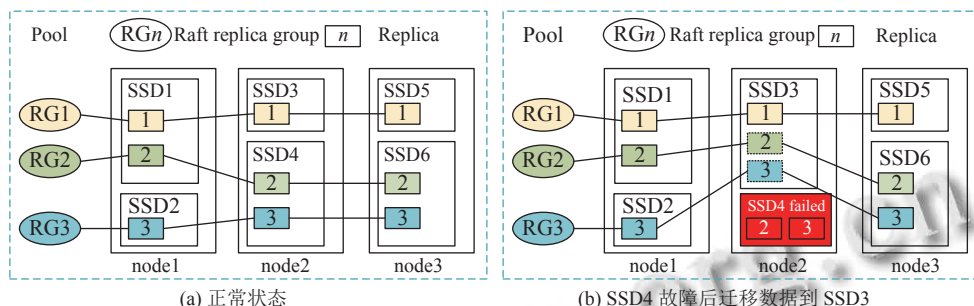 Pool RGn Raft replica group n Replica
SSD1 SSD3 SSD5
RG1 1 1 1
RG2 2 SSD4 SSD6
2 2
SSD2
RG3 3 3 3
node1 node2 node3
(a) 正常状态
Pool RGn Raft replica group n Replica
SSD1 SSD3 SSD5
RG1 1 1 1
RG2 2 2 SSD6
3 2
SSD2 SSD4 failed
RG3 3 2 3 3
node1 node2 node3
(b) SSD4 故障后迁移数据到 SSD3